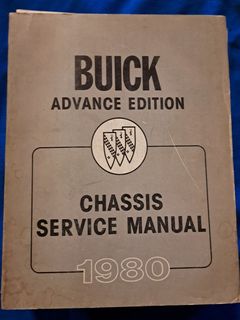 BUICK
ADVANCE EDITION
CHASSIS
SERVICE MANUAL
1980